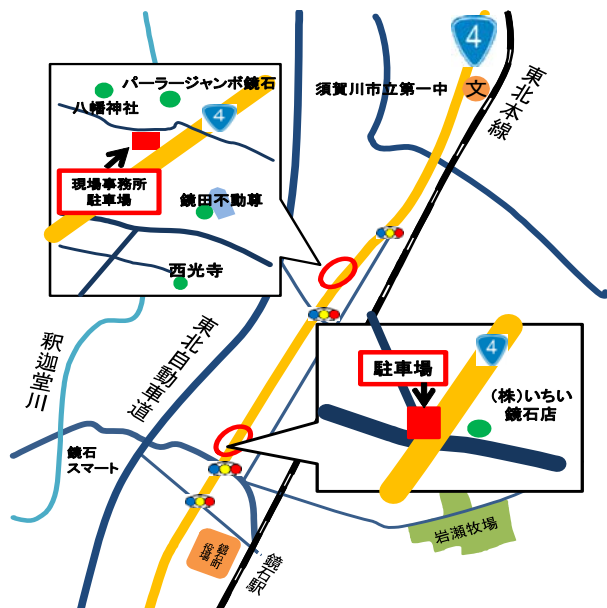 4
パーラージャンボ鏡石
八幡神社
4
現場事務所
駐車場
鏡田不動尊
西光寺
須賀川市立第一中
文
東北本線
釈迦堂川
東北自動車道
駐車場
4
(株)いちい
鏡石店
鏡石
スマート
鏡石町
役場
鏡石駅
岩瀬牧場